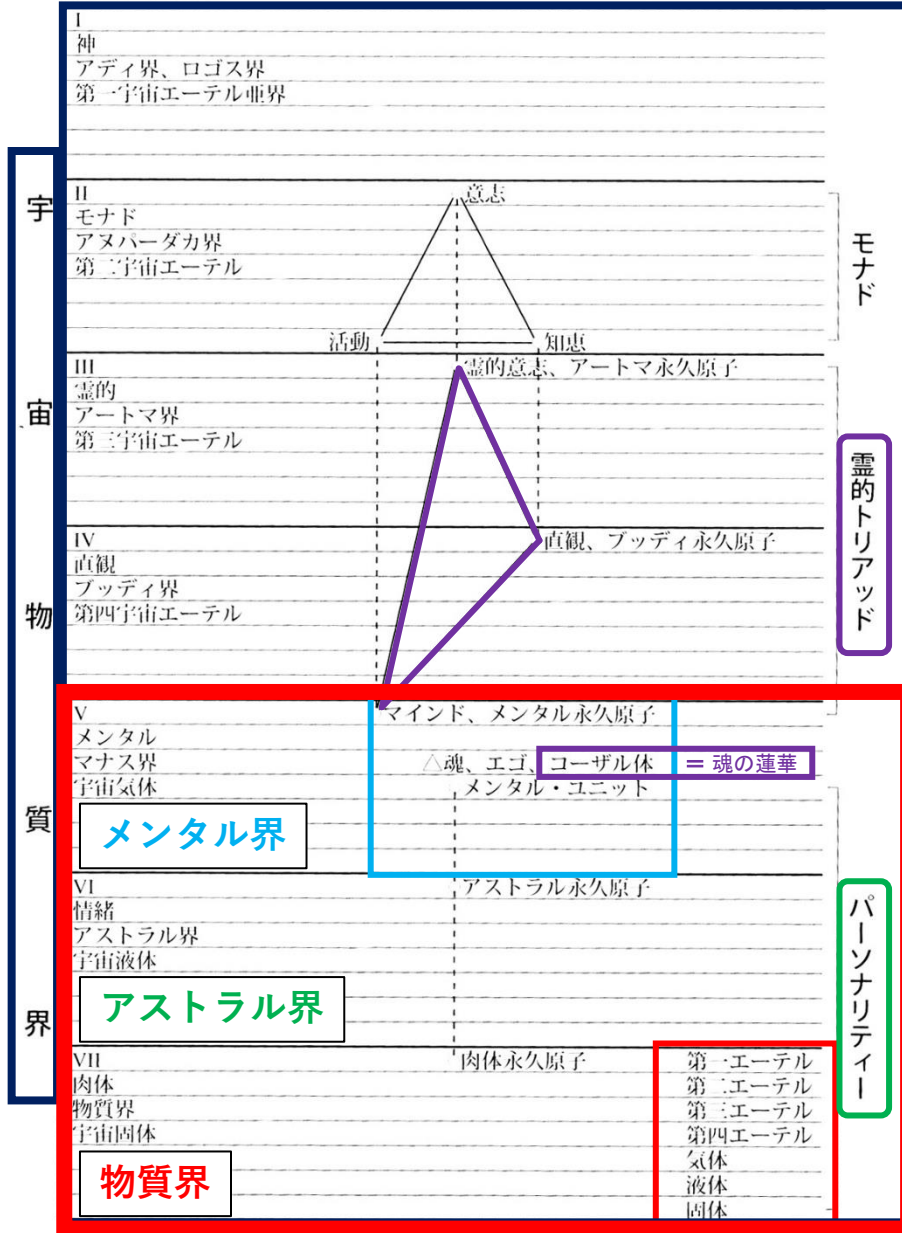 I
神
アディ界、ロゴス界
第一宇宙エーテル亜界
II
意志
モナド
アヌパーダカ界
第二宇宙エーテル
活動
知恵
モナド
III
霊的意志、アートマ永久原子
霊的
アートマ界
第三宇宙エーテル
IV
直観、ブッディ永久原子
直観
ブッディ界
第四宇宙エーテル
霊的トリアッド
V
マインド、メンタル永久原子
メンタル
マナス界
△魂、エゴ、コーザル体
= 魂の蓮華
宇宙気体
メンタル・ユニット
メンタル界
VI
アストラル永久原子
情緒
アストラル界
宇宙液体
アストラル界
パーソナリティー
VII
肉体永久原子
第一エーテル
肉体
第二エーテル
物質界
第三エーテル
宇宙固体
第四エーテル
気体
物質界
液体
固体
宇宙物質界